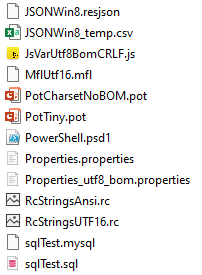 JSONWin8.resjson
JSONWin8_temp.csv
JsVarUtf8BomCRLF.js
MflUtf16.mfl
PotCharsetNoBOM.pot
PotTiny.pot
PowerShell.psd1
Properties.properties
Properties_utf8_bom.properties
RcStringsAnsi.rc
RcStringsUTF16.rc
sqlTest.mysql
sqlTest.sql